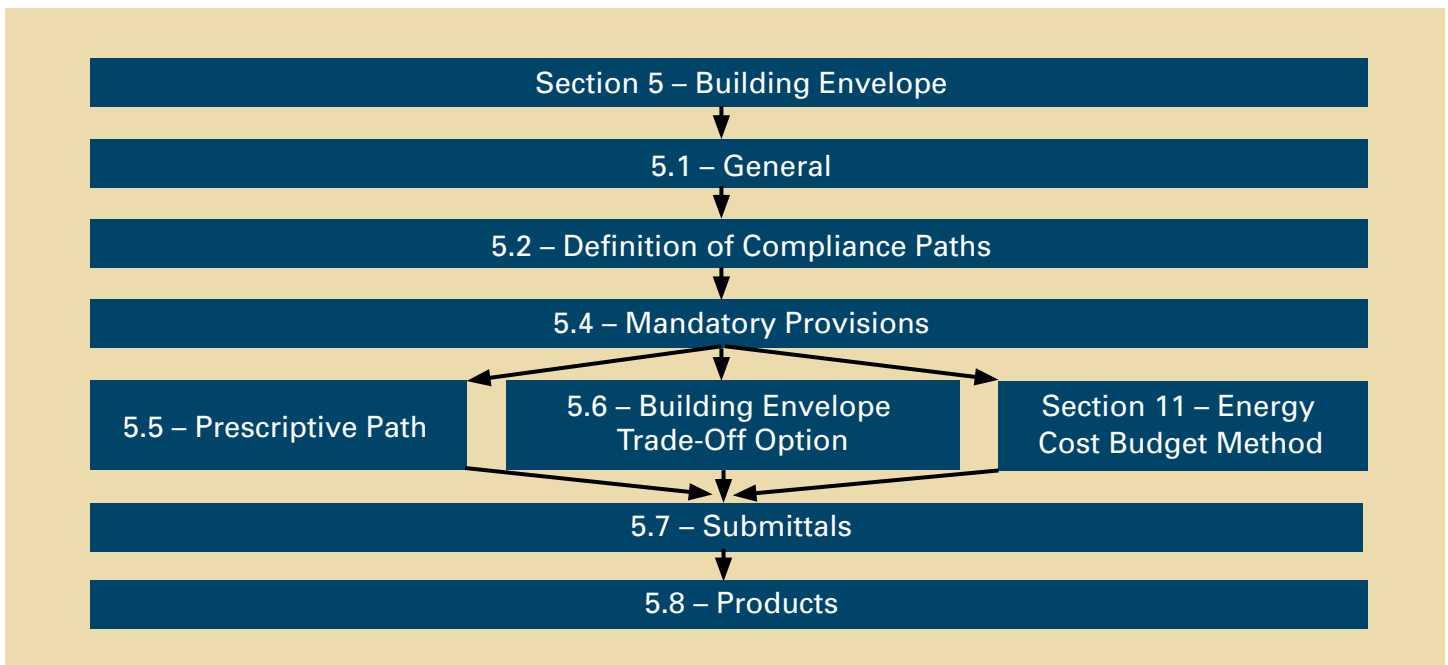 Section 5 – Building Envelope
5.1 – General
5.2 – Definition of Compliance Paths
5.4 – Mandatory Provisions
5.5 – Prescriptive Path
5.6 – Building Envelope
Trade-Off Option
Section 11 – Energy
Cost Budget Method
5.7 – Submittals
5.8 – Products